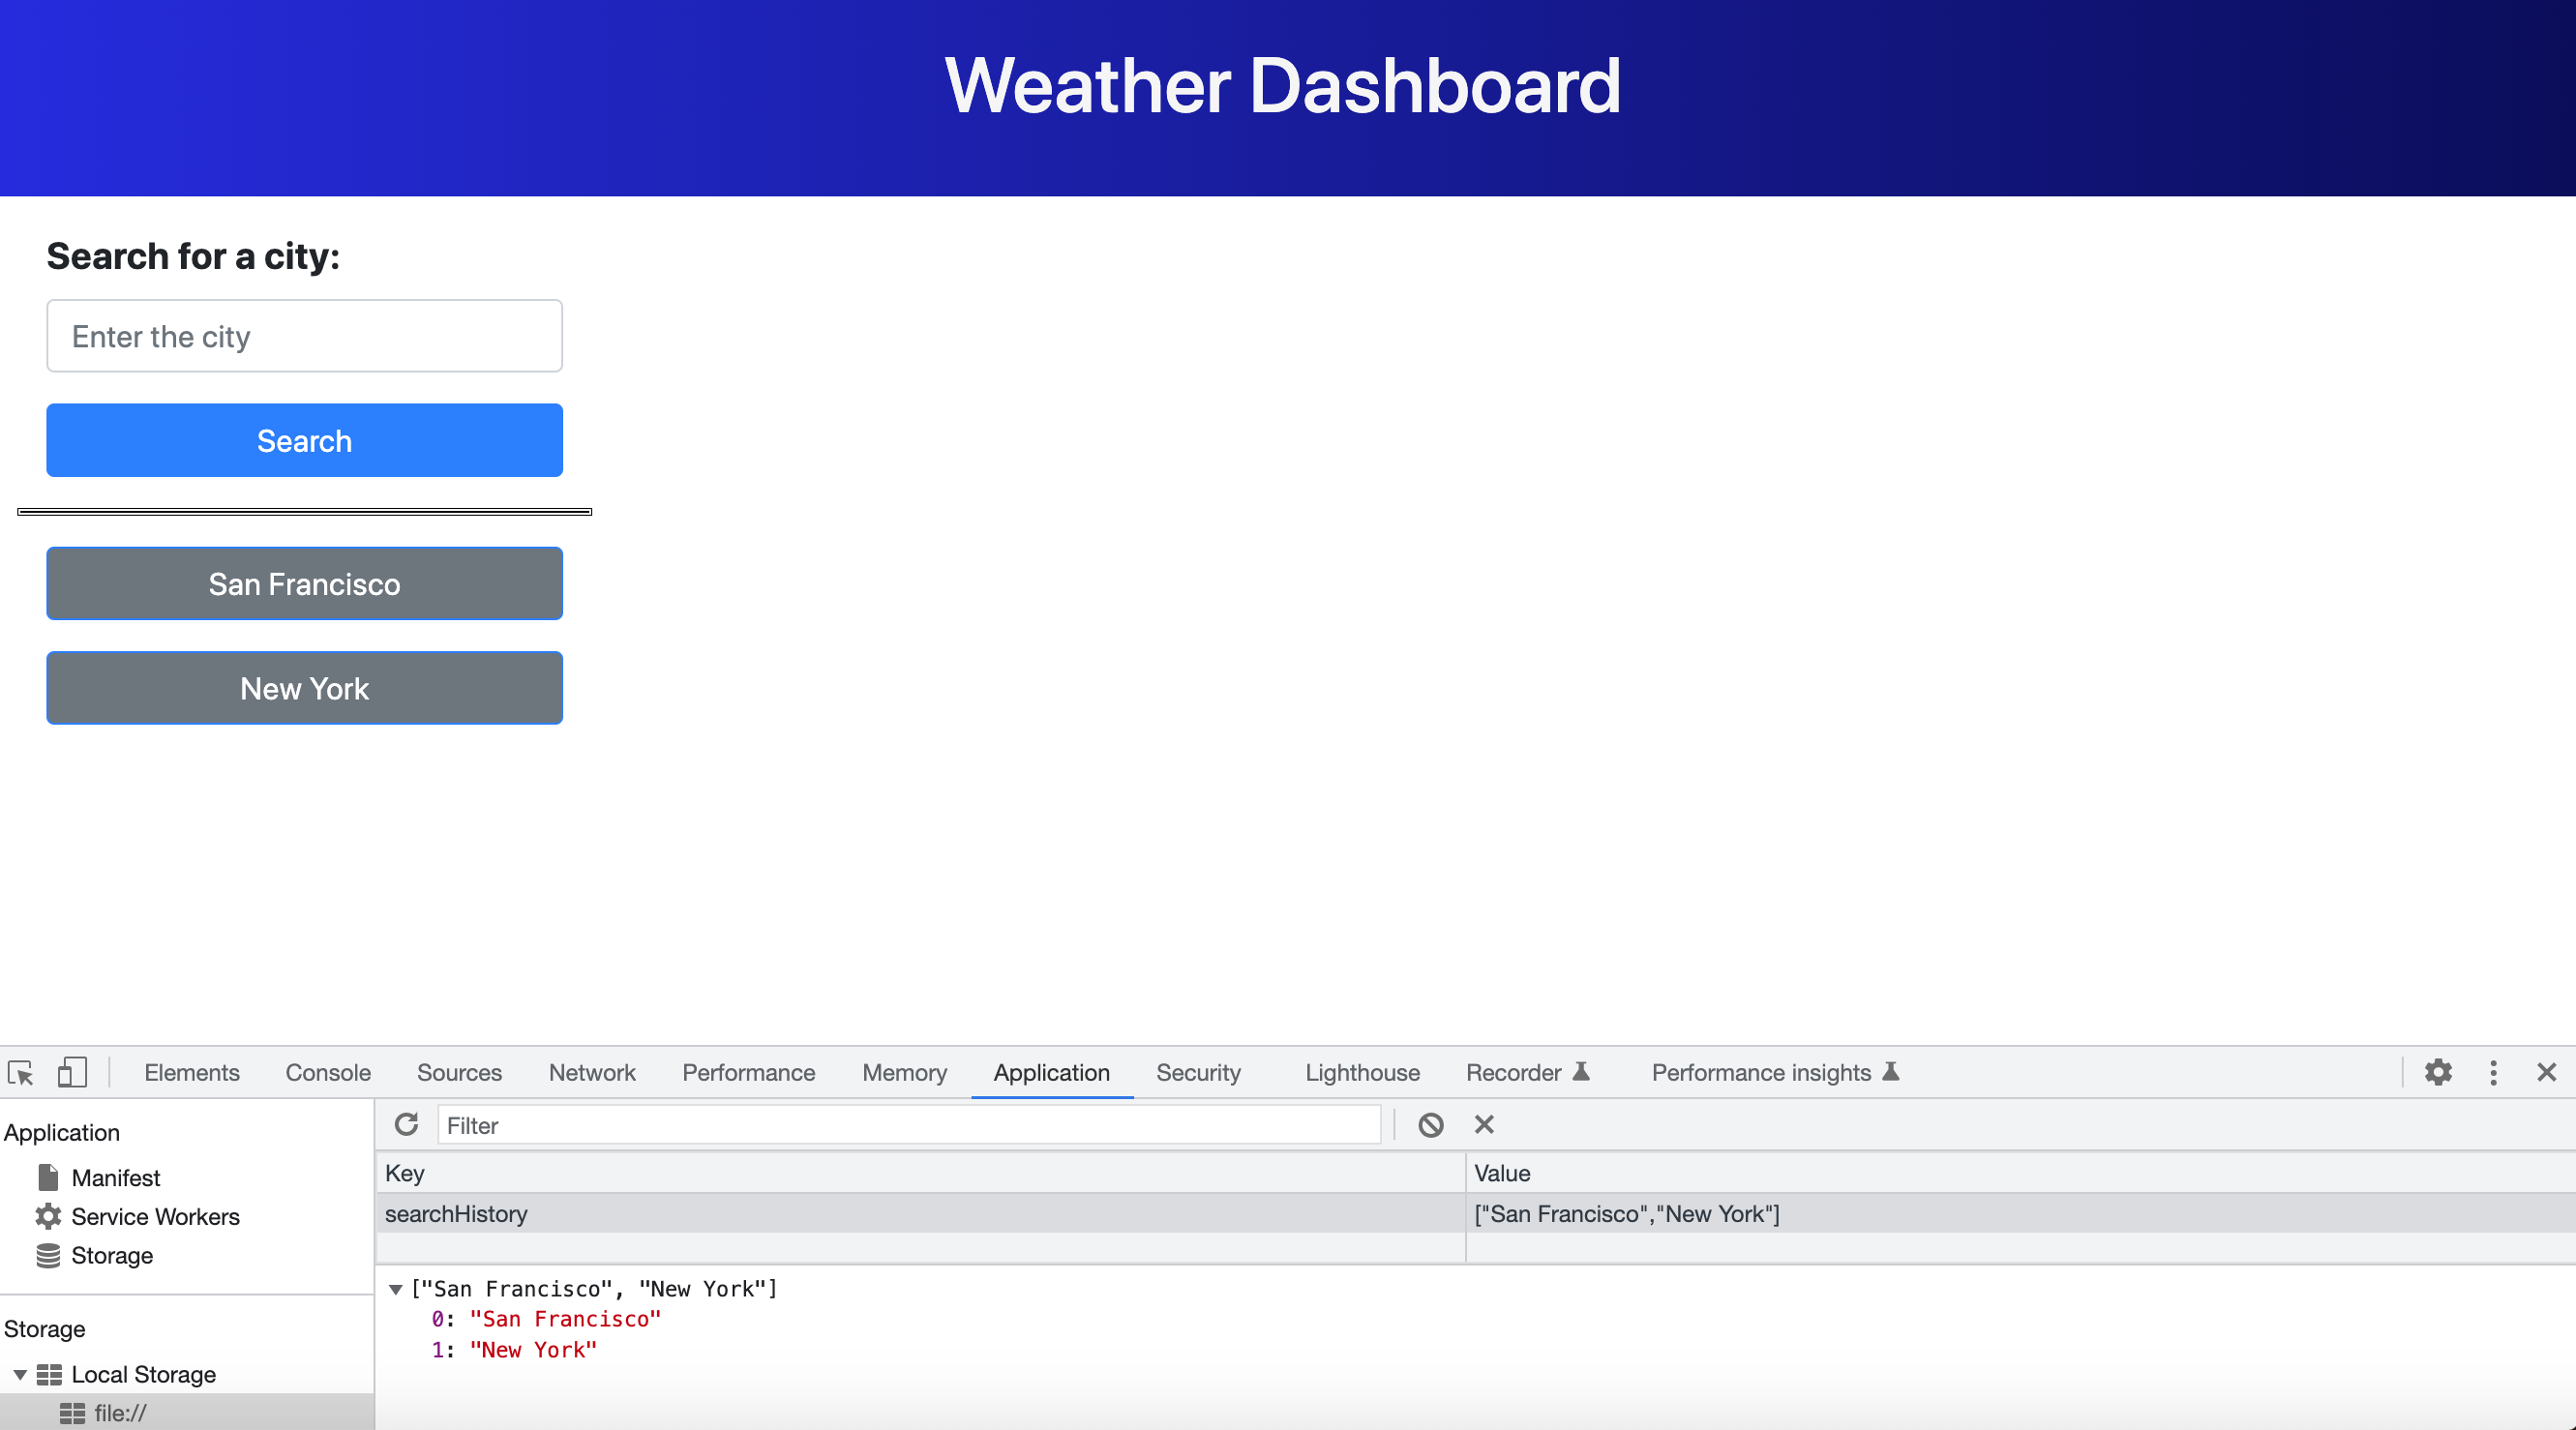 Weather Dashboard
Search for a city:
Enter the city
Search
San Francisco
New York
Elements Console Sources Network Performance Memory Application Security Lighthouse Recorder Performance insights
Application
Manifest
Service Workers
Storage
Storage
Local Storage
file://
Filter
Key Value
searchHistory ["San Francisco","New York"]
["San Francisco", "New York"]
0: "San Francisco"
1: "New York"